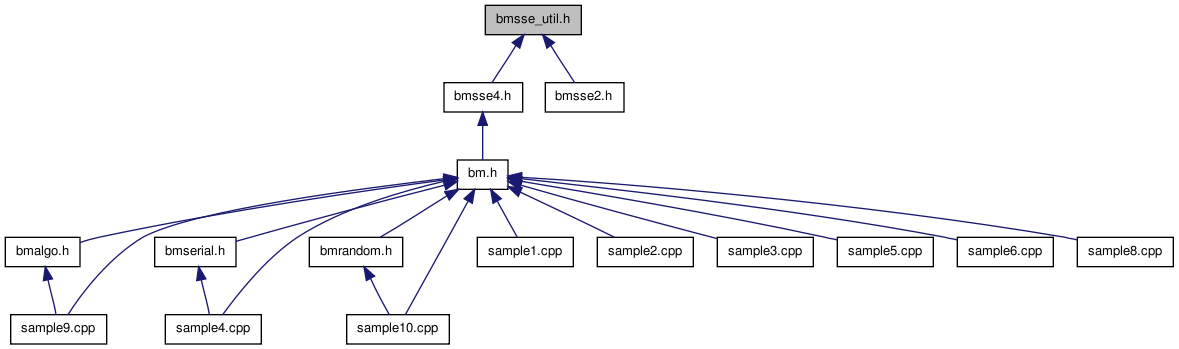 bmsse_util.h
bmsse4.h
bmsse2.h
bm.h
bmalgo.h
bmserial.h
bmrandom.h
sample1.cpp
sample2.cpp
sample3.cpp
sample5.cpp
sample6.cpp
sample8.cpp
sample9.cpp
sample4.cpp
sample10.cpp